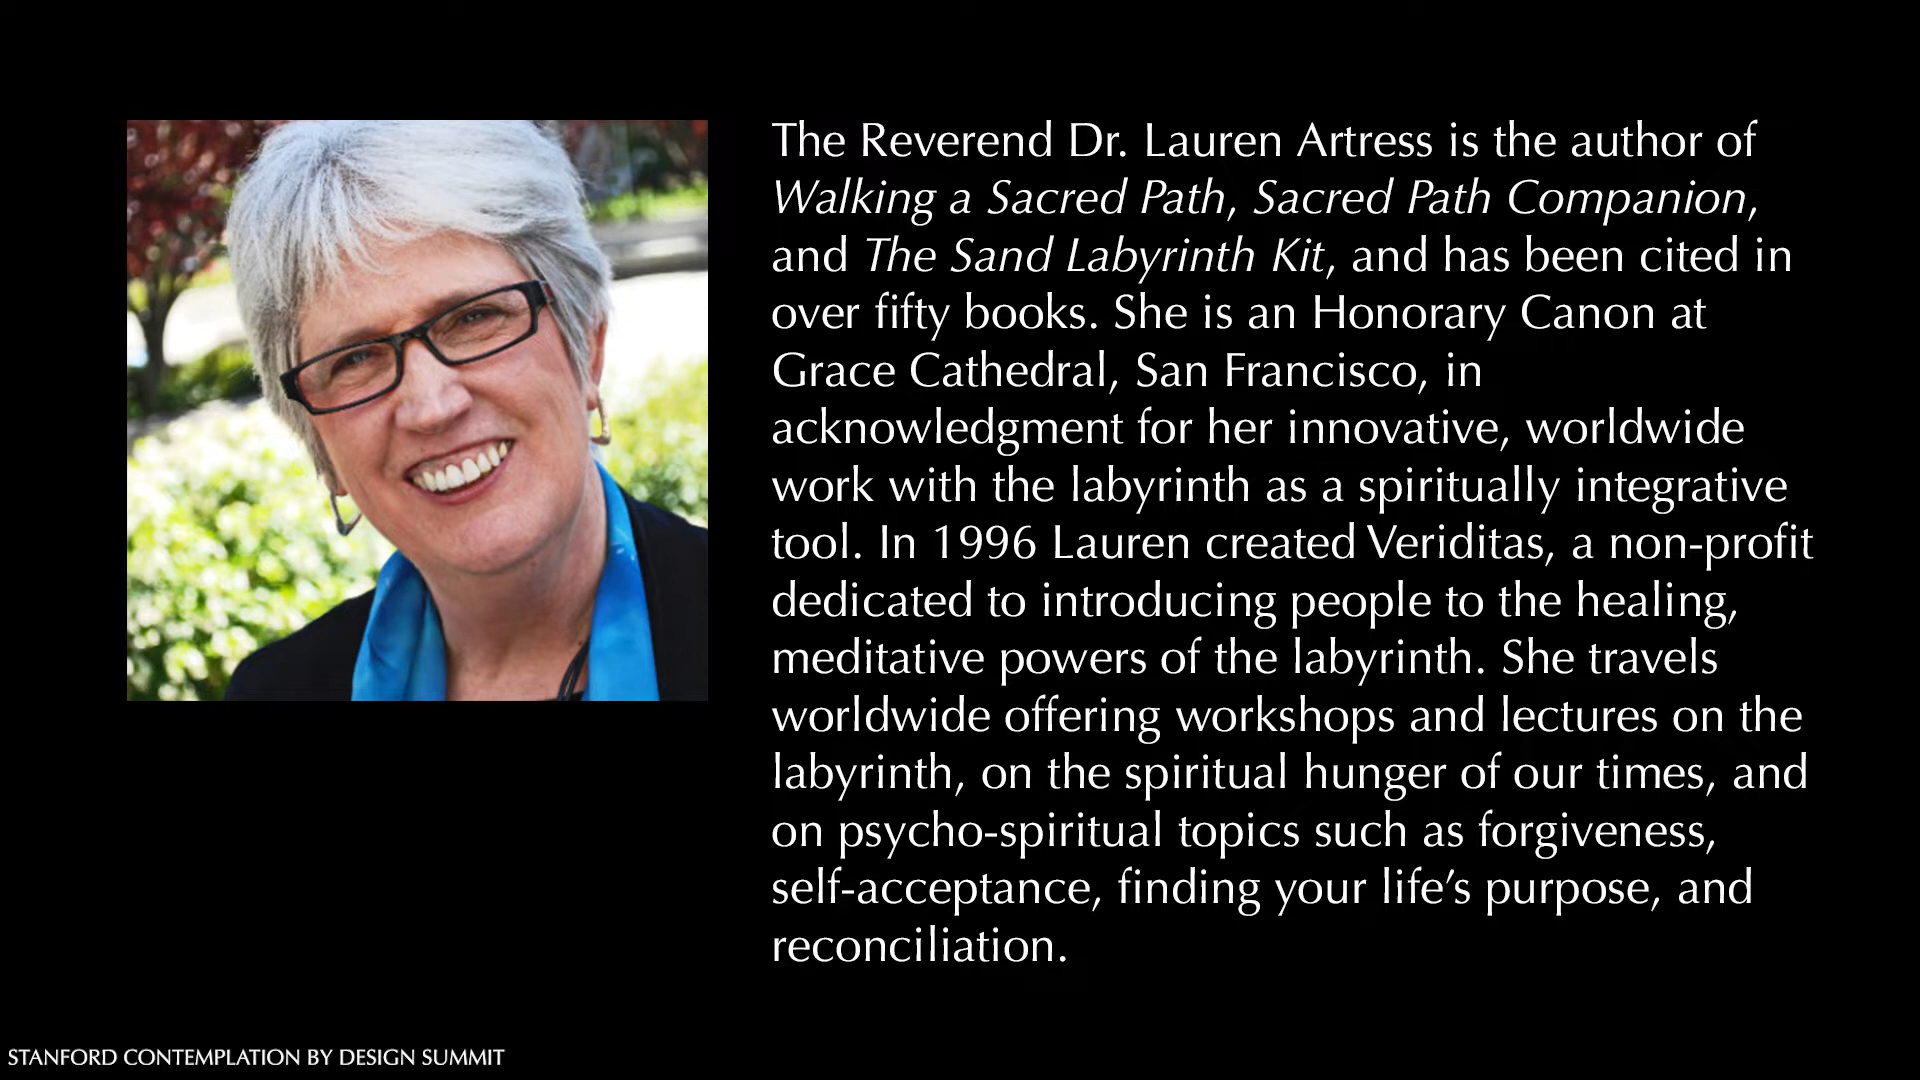 The Reverend Dr. Lauren Artress is the author of
Walking a Sacred Path, Sacred Path Companion,
and The Sand Labyrinth Kit, and has been cited in
over fifty books. She is an Honorary Canon at
Grace Cathedral, San Francisco, in
acknowledgment for her innovative, worldwide
work with the labyrinth as a spiritually integrative
tool. In 1996 Lauren created Veriditas, a non-profit
dedicated to introducing people to the healing,
meditative powers of the labyrinth. She travels
worldwide offering workshops and lectures on the
labyrinth, on the spiritual hunger of our times, and
on psycho-spiritual topics such as forgiveness,
self-acceptance, finding your life’s purpose, and
reconciliation.
STANFORD CONTEMPLATION BY DESIGN SUMMIT